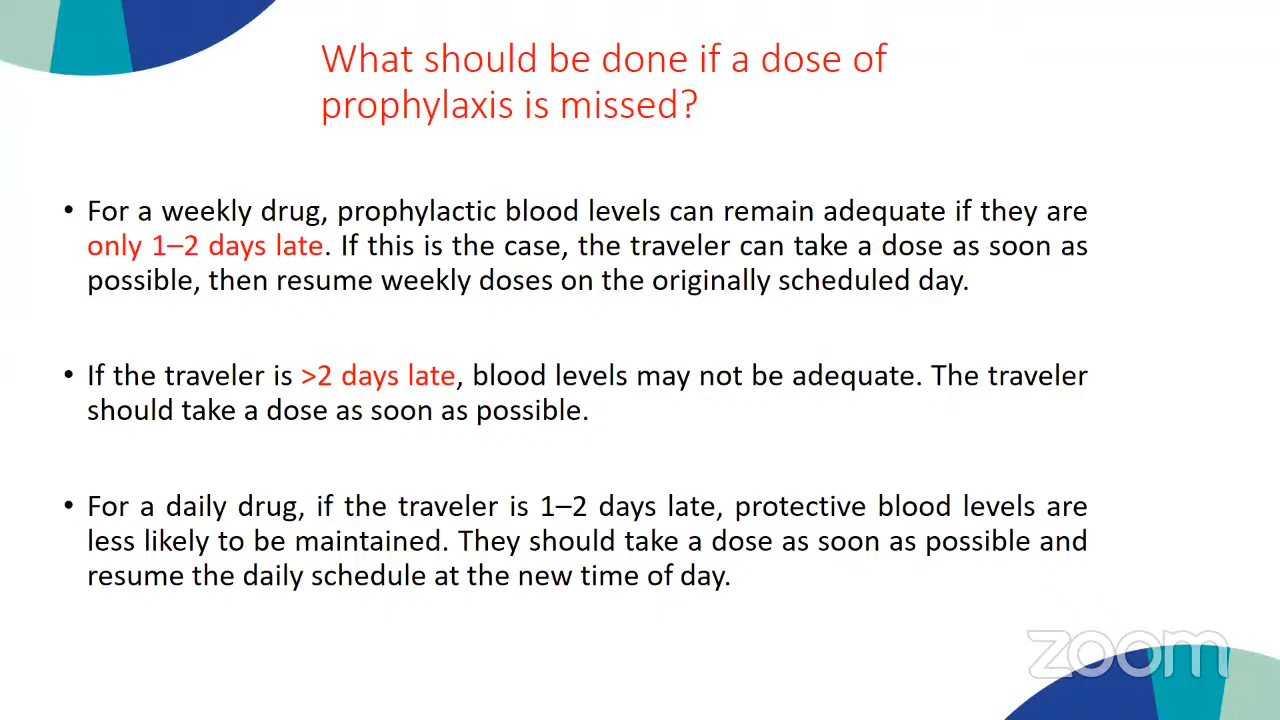 What should be done if a dose of
prophylaxis is missed?
• For a weekly drug, prophylactic blood levels can remain adequate if they are
only 1–2 days late. If this is the case, the traveler can take a dose as soon as
possible, then resume weekly doses on the originally scheduled day.
• If the traveler is >2 days late, blood levels may not be adequate. The traveler
should take a dose as soon as possible.
• For a daily drug, if the traveler is 1–2 days late, protective blood levels are
less likely to be maintained. They should take a dose as soon as possible and
resume the daily schedule at the new time of day.
zoom